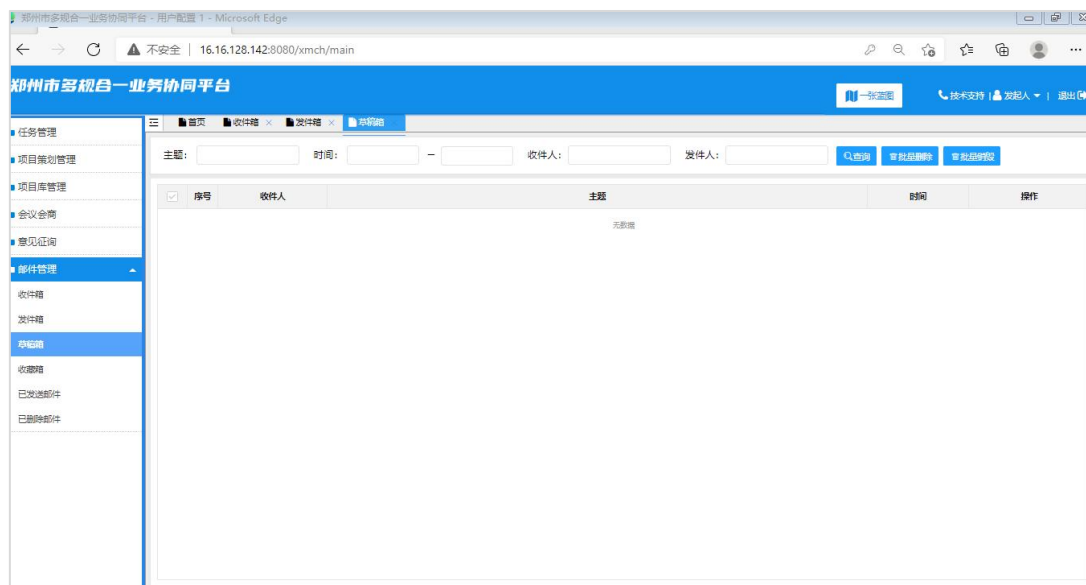 郑州市多规合一业务协同平台 - 用户配置 1 - Microsoft Edge
不安全 | 16.16.128.142:8080/xmch/main
郑州市多规合一业务协同平台
一张蓝图
技术支持 | 发起人 | 退出
首页 收件箱 × 发件箱 × 草稿箱
任务管理
项目策划管理
项目库管理
会议会商
意见征询
邮件管理
收件箱
发件箱
草稿箱
收藏箱
已发送邮件
已删除邮件
主题: 时间: — 收件人: 发件人: 查询 批量删除 批量销毁
序号 收件人 主题 时间 操作
无数据